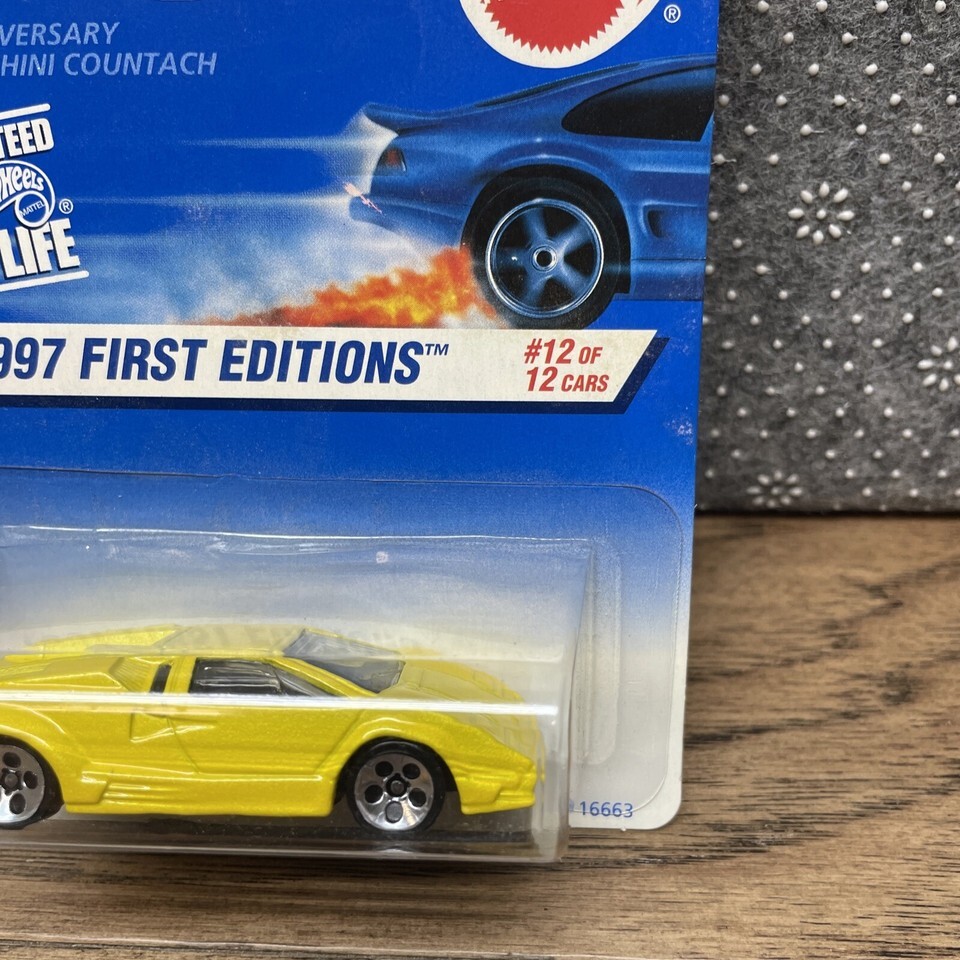 VERSARY
HINI COUNTACH
®
TEED
Wheels
MATTEL
®
LIFE
997 FIRST EDITIONS™
#12 OF
12 CARS
16663